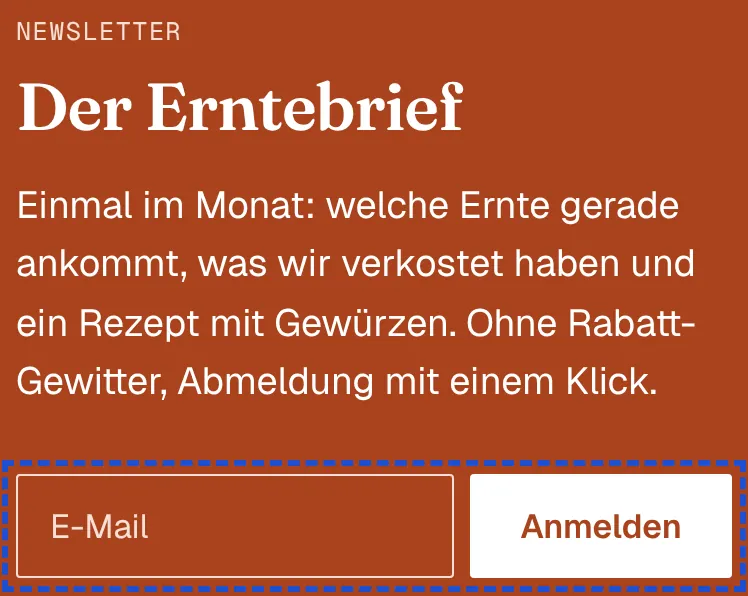 NEWSLETTER
Der Erntebrief
Einmal im Monat: welche Ernte gerade
ankommt, was wir verkostet haben und
ein Rezept mit Gewürzen. Ohne Rabatt-
Gewitter, Abmeldung mit einem Klick.
E-Mail
Anmelden